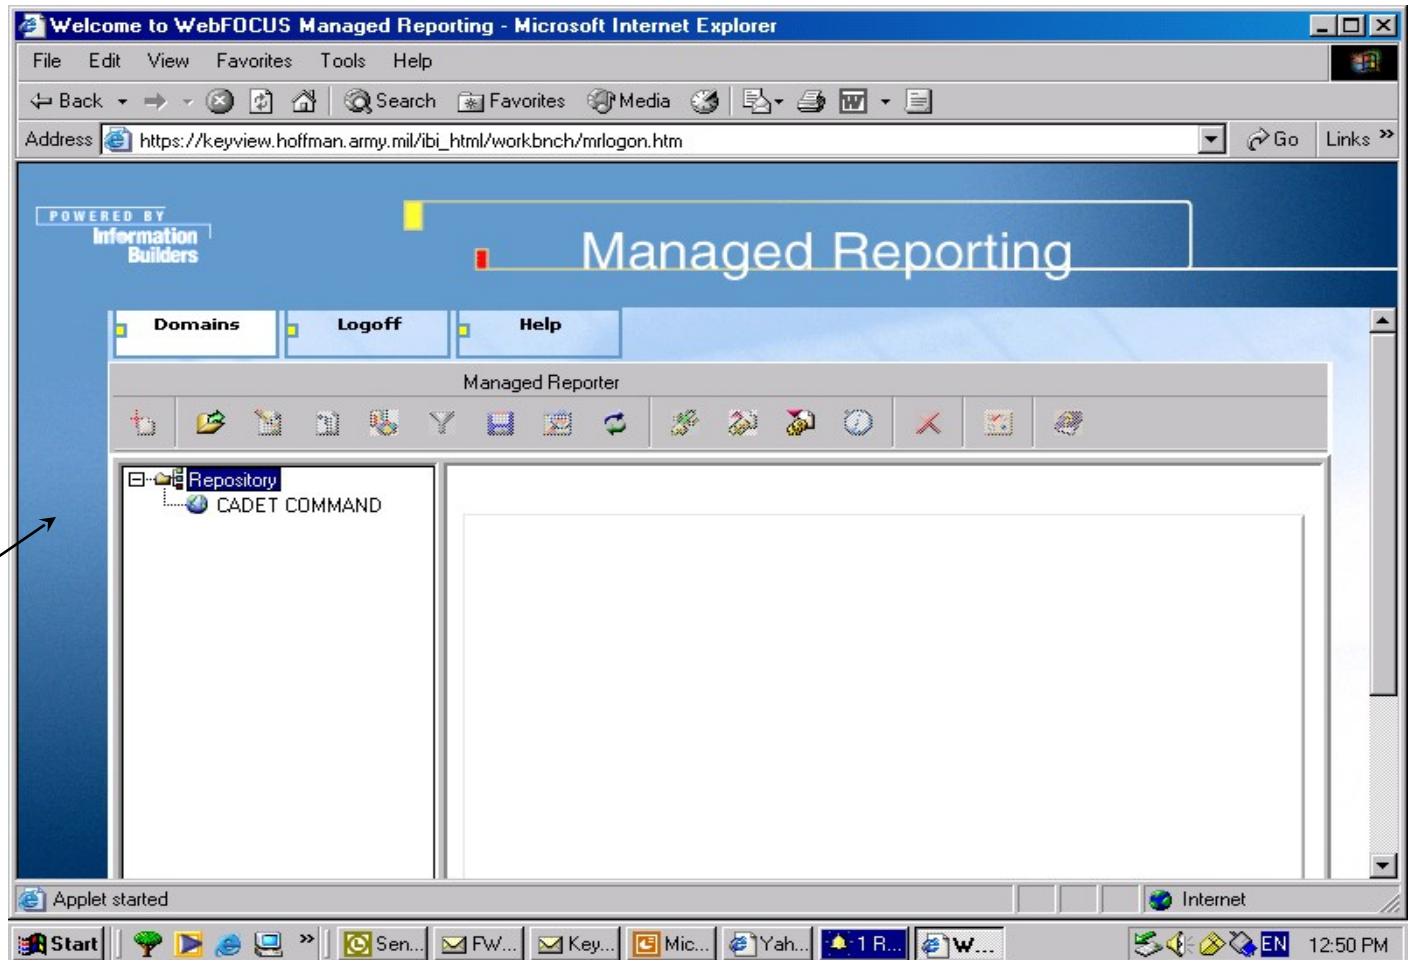 Welcome to WebFOCUS Managed Reporting - Microsoft Internet Explorer
File Edit View Favorites Tools Help
Back Search Favorites Media
Address https://keyview.hoffman.army.mil/ibi_html/workbnch/mrlogon.htm Go Links »
POWERED BY
Information
Builders
Managed Reporting
Domains Logoff Help
Managed Reporter
Repository
CADET COMMAND
Applet started Internet
Start » Sen... FW... Key... Mic... Yah... 1 R... W... EN 12:50 PM